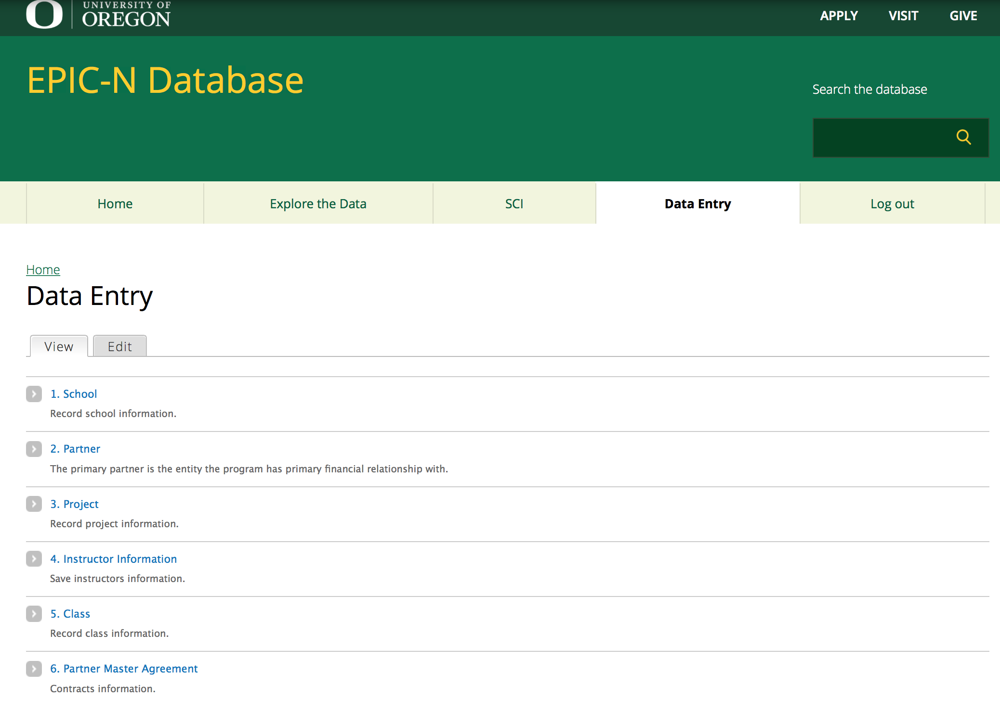 UNIVERSITY OF
OREGON
APPLY VISIT GIVE
EPIC-N Database
Search the database
Home Explore the Data SCI Data Entry Log out
Home
Data Entry
View Edit
1. School
Record school information.
2. Partner
The primary partner is the entity the program has primary financial relationship with.
3. Project
Record project information.
4. Instructor Information
Save instructors information.
5. Class
Record class information.
6. Partner Master Agreement
Contracts information.